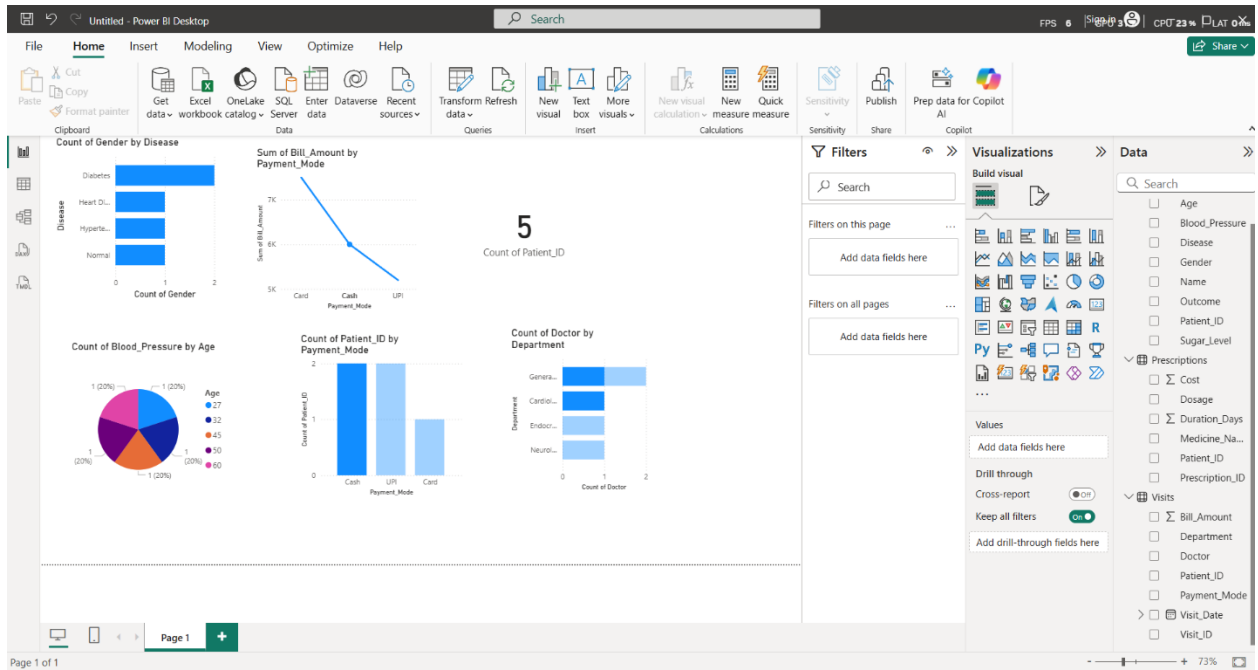 Untitled - Power BI Desktop
Search
FPS 6
CPU 23 %
LAT 0
File Home Insert Modeling View Optimize Help
Share
Paste
Cut
Copy
Format painter
Clipboard
Get data
Excel workbook
OneLake catalog
SQL Server
Enter data
Dataverse
Recent sources
Data
Transform data
Refresh
Queries
New visual
Text box
More visuals
Insert
New visual calculation
New measure
Quick measure
Calculations
Sensitivity
Sensitivity
Publish
Share
Prep data for AI
Copilot
Copilot
Count of Gender by Disease
Disease
Diabetes
Heart Di...
Hyperte...
Normal
0 1 2
Count of Gender
Sum of Bill_Amount by
Payment_Mode
Sum of Bill_Amount
7K
6K
5K
Card Cash UPI
Payment_Mode
5
Count of Patient_ID
Count of Blood_Pressure by Age
1 (20%)
1 (20%)
1 (20%)
1 (20%)
1 (20%)
Age
27
32
45
50
60
Count of Patient_ID by
Payment_Mode
Count of Patient_ID
2
1
0
Cash UPI Card
Payment_Mode
Count of Doctor by
Department
Department
Genera...
Cardiol...
Endocr...
Neurol...
0 1 2
Count of Doctor
Filters
Search
Filters on this page ...
Add data fields here
Filters on all pages ...
Add data fields here
Visualizations
Build visual
123
R
Py
...
Values
Add data fields here
Drill through
Cross-report Off
Keep all filters On
Add drill-through fields here
Data
Search
Age
Blood_Pressure
Disease
Gender
Name
Outcome
Patient_ID
Sugar_Level
Prescriptions
∑ Cost
Dosage
∑ Duration_Days
Medicine_Na...
Patient_ID
Prescription_ID
Visits
∑ Bill_Amount
Department
Doctor
Patient_ID
Payment_Mode
Visit_Date
Visit_ID
DAX
TMDL
Page 1
+
Page 1 of 1
- + 73%